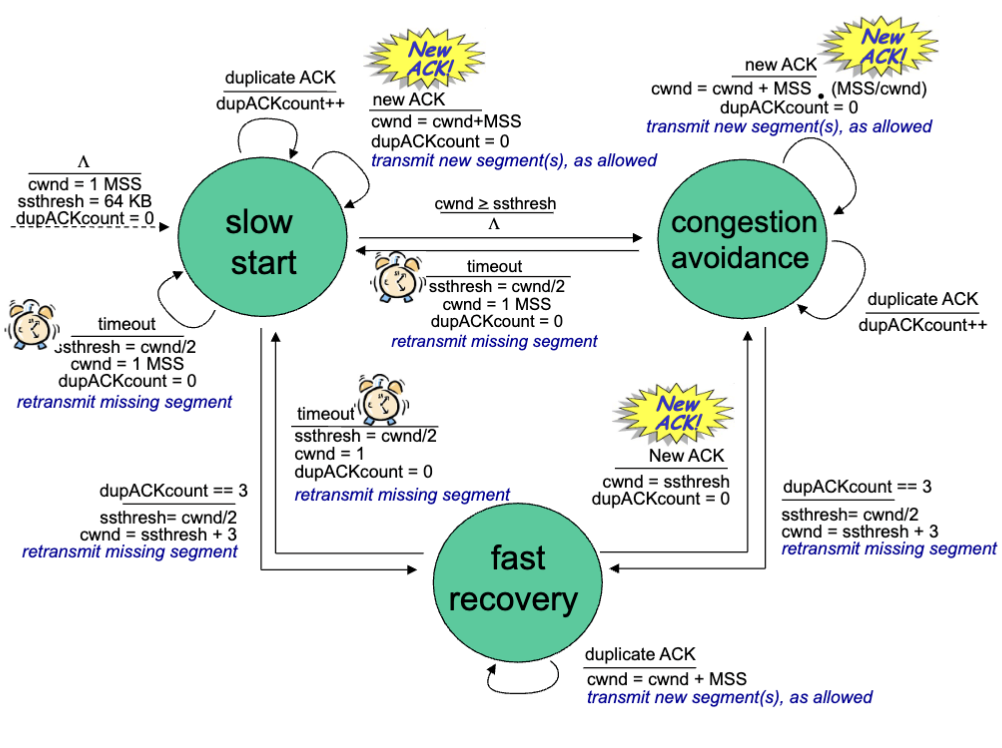 New
ACK!
duplicate ACK
dupACKcount++
new ACK
cwnd = cwnd+MSS
dupACKcount = 0
transmit new segment(s), as allowed
New
ACK!
new ACK
cwnd = cwnd + MSS • (MSS/cwnd)
dupACKcount = 0
transmit new segment(s), as allowed
Λ
cwnd = 1 MSS
ssthresh = 64 KB
dupACKcount = 0
slow
start
cwnd ≥ ssthresh
Λ
congestion
avoidance
timeout
ssthresh = cwnd/2
cwnd = 1 MSS
dupACKcount = 0
retransmit missing segment
duplicate ACK
dupACKcount++
timeout
ssthresh = cwnd/2
cwnd = 1 MSS
dupACKcount = 0
retransmit missing segment
timeout
ssthresh = cwnd/2
cwnd = 1
dupACKcount = 0
retransmit missing segment
New
ACK!
New ACK
cwnd = ssthresh
dupACKcount = 0
dupACKcount == 3
ssthresh= cwnd/2
cwnd = ssthresh + 3
retransmit missing segment
dupACKcount == 3
ssthresh= cwnd/2
cwnd = ssthresh + 3
retransmit missing segment
fast
recovery
duplicate ACK
cwnd = cwnd + MSS
transmit new segment(s), as allowed